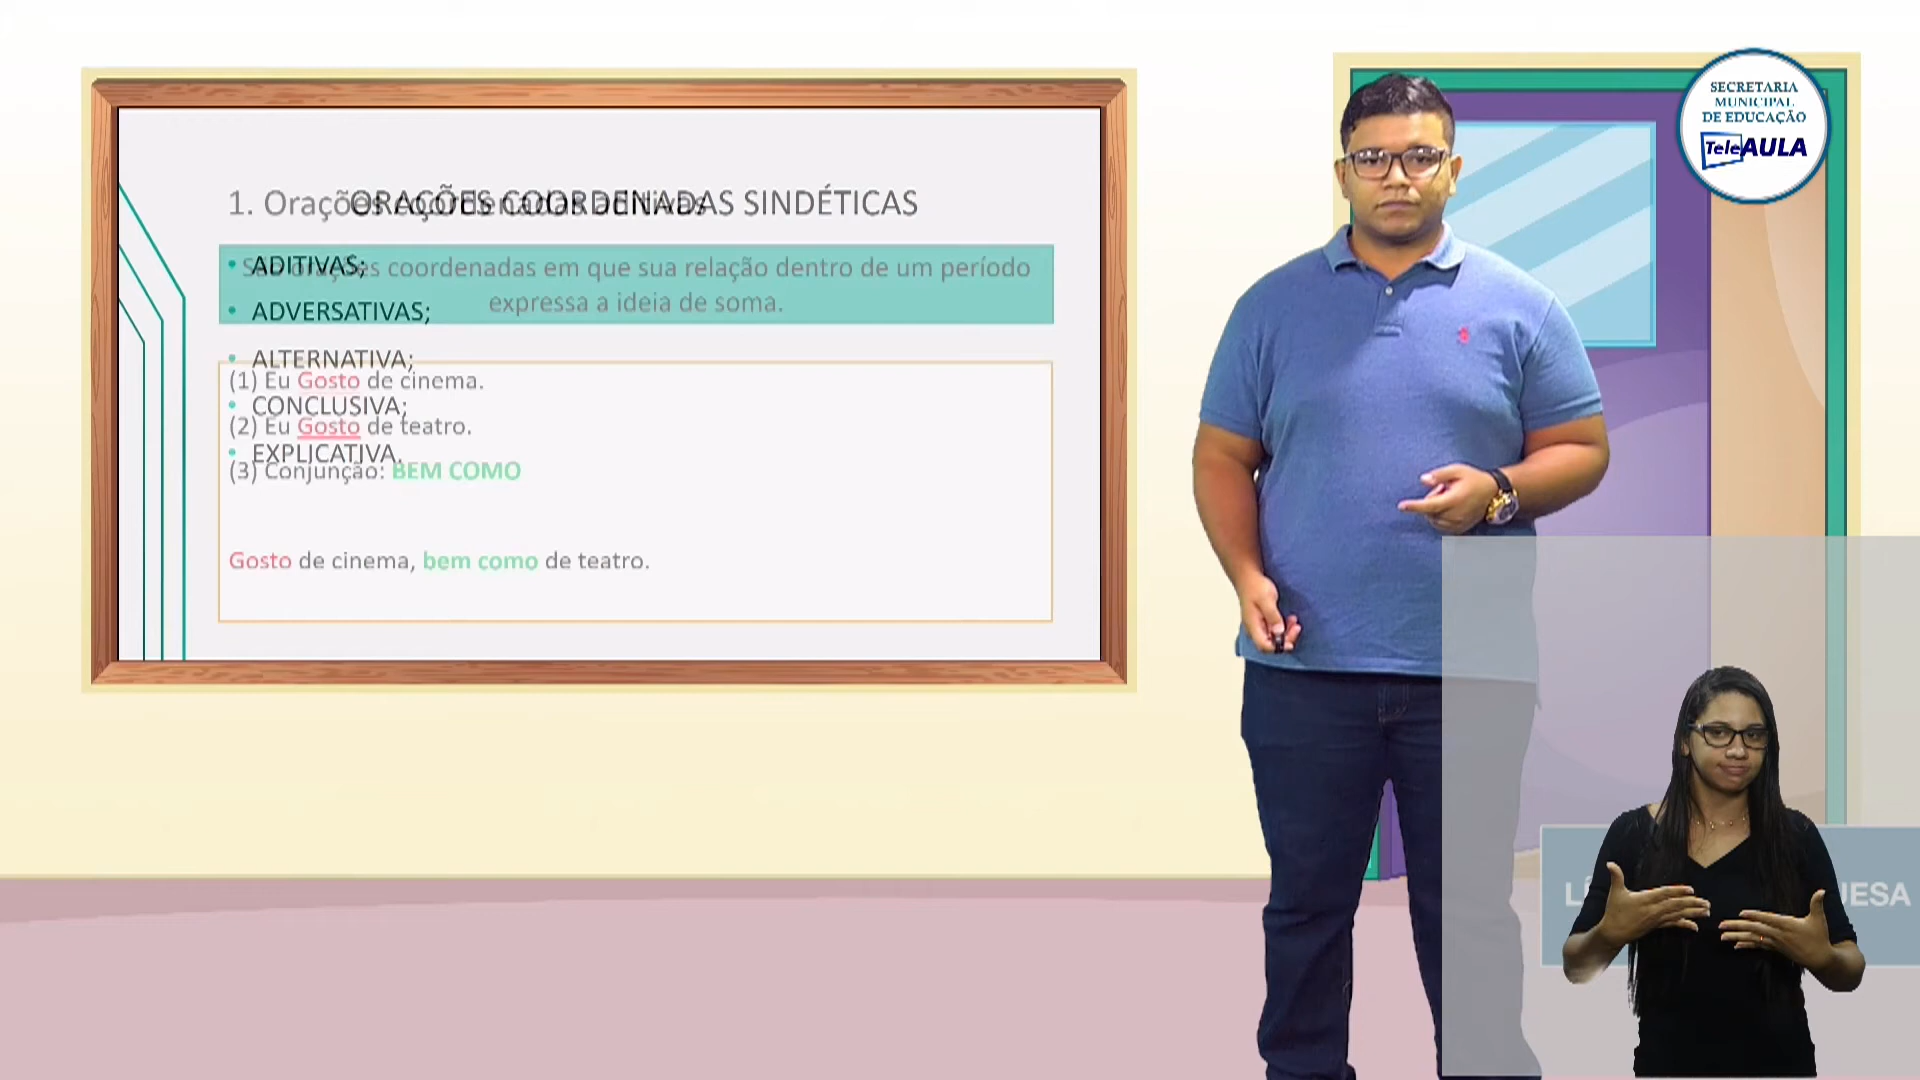 SECRETARIA
MUNICIPAL
DE EDUCAÇÃO
TeleAULA
1. Orações coordenadas aditivas
ORAÇÕES COORDENADAS SINDÉTICAS
São orações coordenadas em que sua relação dentro de um período
expressa a ideia de soma.
• ADITIVAS;
• ADVERSATIVAS;
• ALTERNATIVA;
• CONCLUSIVA;
• EXPLICATIVA.
(1) Eu Gosto de cinema.
(2) Eu Gosto de teatro.
(3) Conjunção: BEM COMO
Gosto de cinema, bem como de teatro.